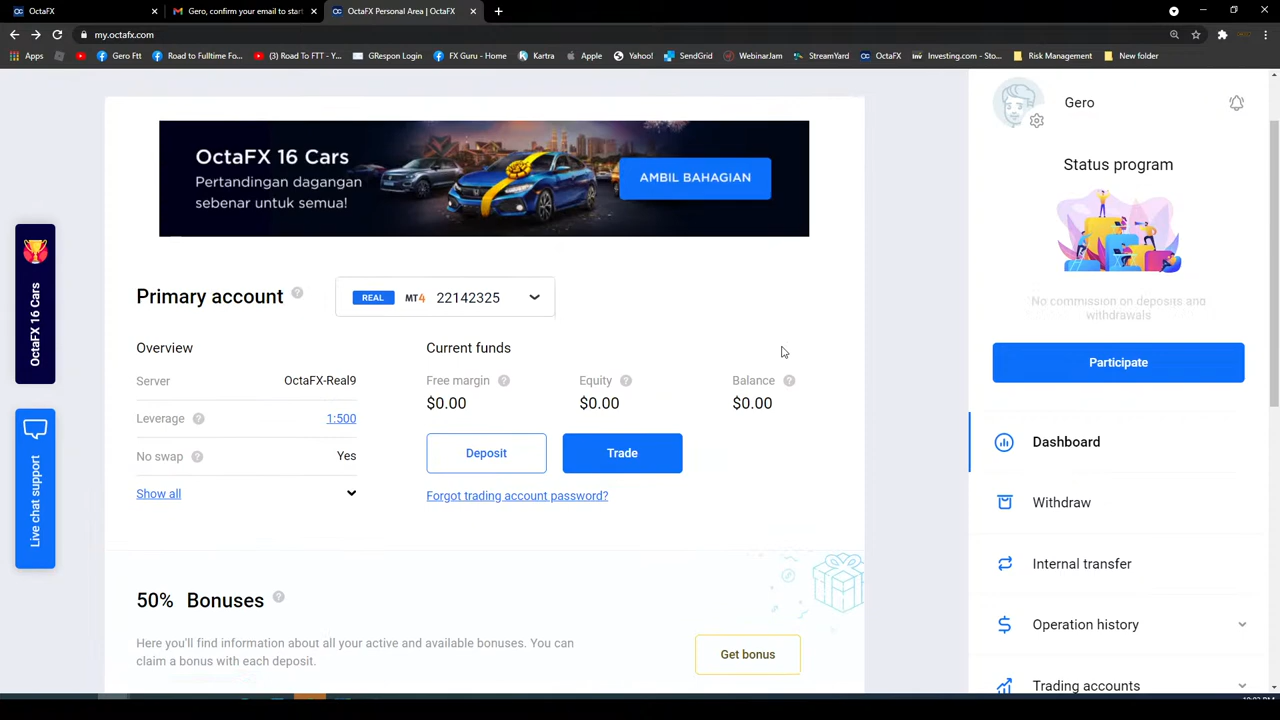 OctaFX
Gero, confirm your email to start
OctaFX Personal Area | OctaFX
my.octafx.com
Apps
Gero Ftt
Road to Fulltime Fo...
(3) Road To FTT - Y...
GRespon Login
FX Guru - Home
Kartra
Apple
Yahoo!
SendGrid
WebinarJam
StreamYard
OctaFX
Investing.com - Sto...
Risk Management
New folder
OctaFX 16 Cars
Pertandingan dagangan
sebenar untuk semua!
AMBIL BAHAGIAN
OctaFX 16 Cars
Live chat support
Primary account
REAL MT4 22142325
Overview
Server OctaFX-Real9
Leverage 1:500
No swap Yes
Show all
Current funds
Free margin
$0.00
Equity
$0.00
Balance
$0.00
Deposit
Trade
Forgot trading account password?
50% Bonuses
Here you'll find information about all your active and available bonuses. You can
claim a bonus with each deposit.
Get bonus
Gero
Status program
No commission on deposits and
withdrawals
Participate
Dashboard
Withdraw
Internal transfer
Operation history
Trading accounts